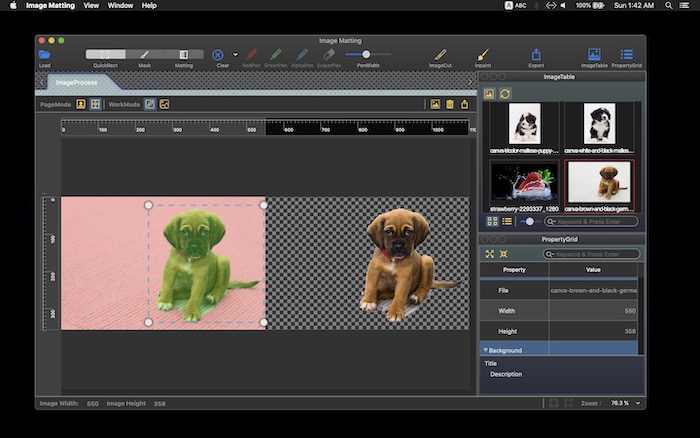 Image Matting Window Help
A ABC 100% Sun 1:42 AM
Image Matting
Load QuickRect Mask Matting Clear RedPen GreenPen AlphaPen EraserPen PenWidth ImageCut Inpaint Export ImageTable PropertyGrid
ImageProcess
PageMode WorkMode
0 100 200 300 400 500 600 700 800 900 1000 110
0
100
200
300
ImageTable
canva-bicolor-maltese-puppy-... canva-white-and-black-maltes...
strawberry-2293337_1280 canva-brown-and-black-germ...
Keyword & Press Enter
PropertyGrid
Keyword & Press Enter
Property Value
File canva-brown-and-black-germa
Width 550
Height 358
Background
Title
Description
Image Width: 550 Image Height 358 Zoom : 76.3 %